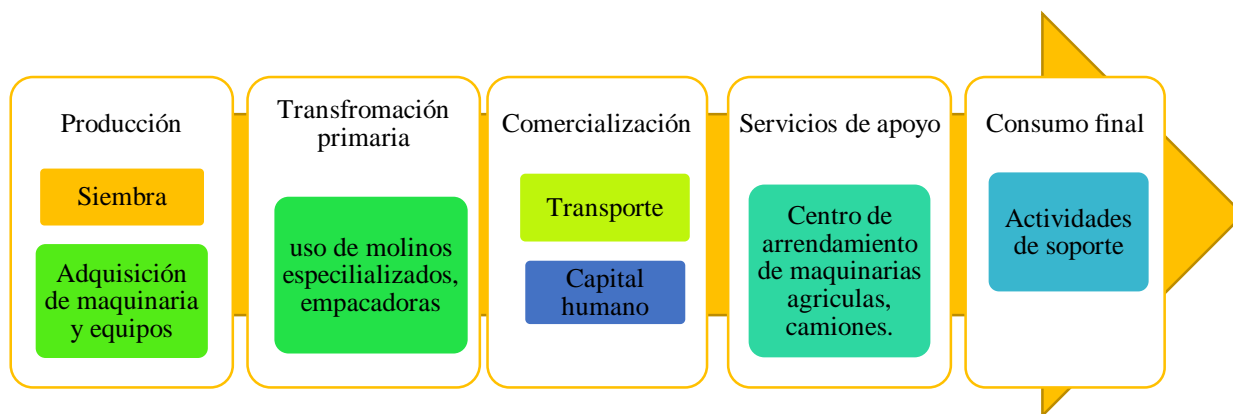 Producción
Siembra
Adquisición
de maquinaria
y equipos
Transfromación
primaria
uso de molinos
especilializados,
empacadoras
Comercialización
Transporte
Capital
humano
Servicios de apoyo
Centro de
arrendamiento
de maquinarias
agriculas,
camiones.
Consumo final
Actividades
de soporte